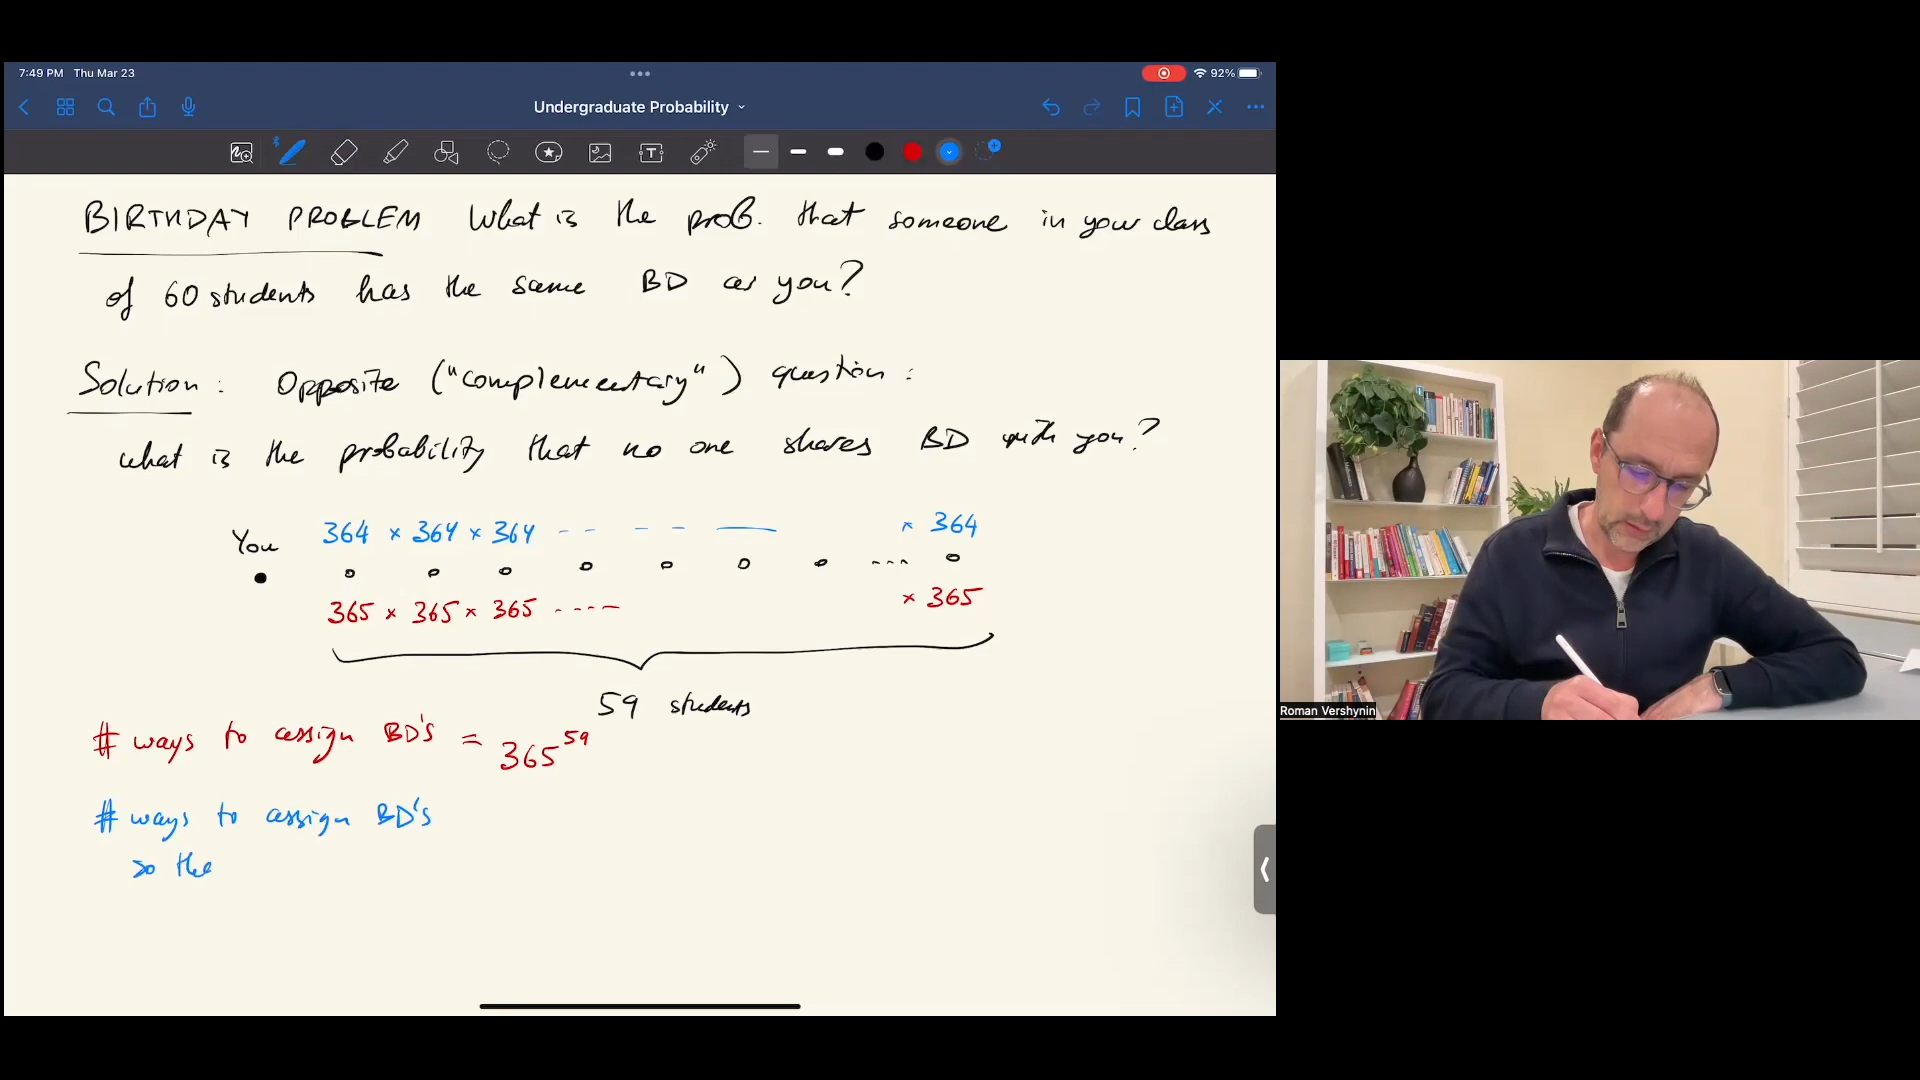 7:49 PM Thu Mar 23
92%
Undergraduate Probability
BIRTHDAY PROBLEM What is the prob. that someone in your class
of 60 students has the same BD as you?
Solution: Opposite ("complementary") question:
what is the probability that no one shares BD with you?
You 364 × 364 × 364 -- -- — × 364
365 × 365 × 365 ---- × 365
59 students
# ways to assign BD's = 365^59
# ways to assign BD's
so the
Roman Vershynin